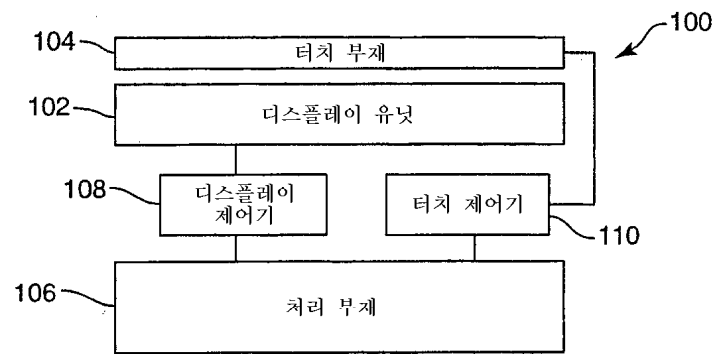 104
터치 부재
100
102
디스플레이 유닛
108
디스플레이
제어기
터치 제어기
110
106
처리 부재